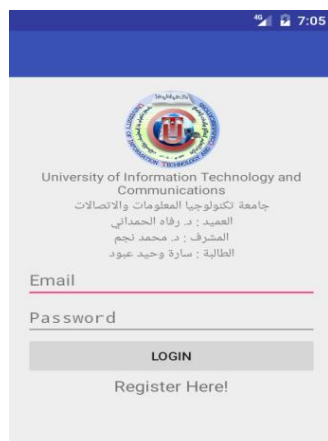 4G 7:05
University of Information Technology and
Communications
جامعة تكنولوجيا المعلومات والاتصالات
العميد : د. رفاه الحمداني
المشرف : د. محمد نجم
الطالبة : سارة وحيد عبود
Email
Password
LOGIN
Register Here!